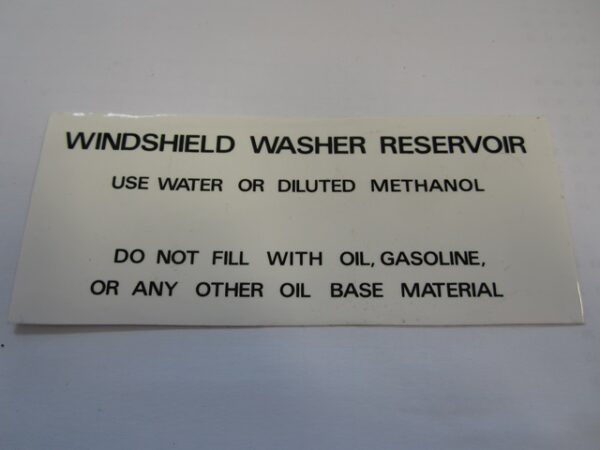 WINDSHIELD WASHER RESERVOIR
USE WATER OR DILUTED METHANOL
DO NOT FILL WITH OIL, GASOLINE,
OR ANY OTHER OIL BASE MATERIAL